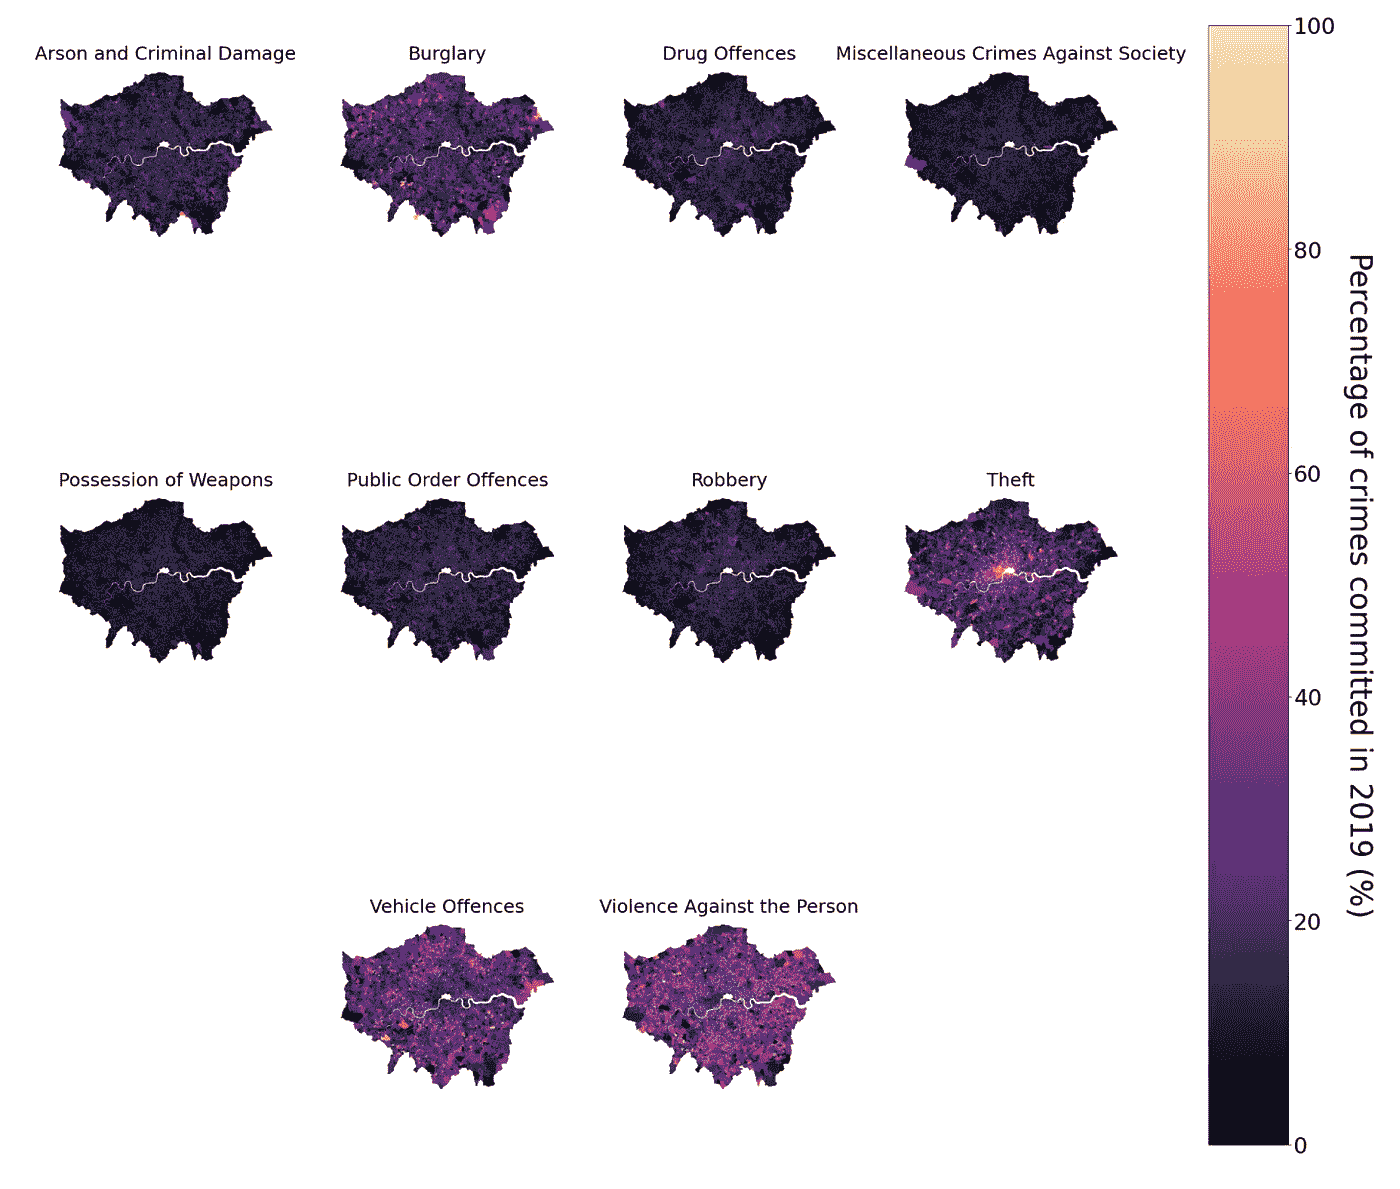 Arson and Criminal Damage
Burglary
Drug Offences
Miscellaneous Crimes Against Society
Possession of Weapons
Public Order Offences
Robbery
Theft
Vehicle Offences
Violence Against the Person
100
80
60
40
20
0
Percentage of crimes committed in 2019 (%)